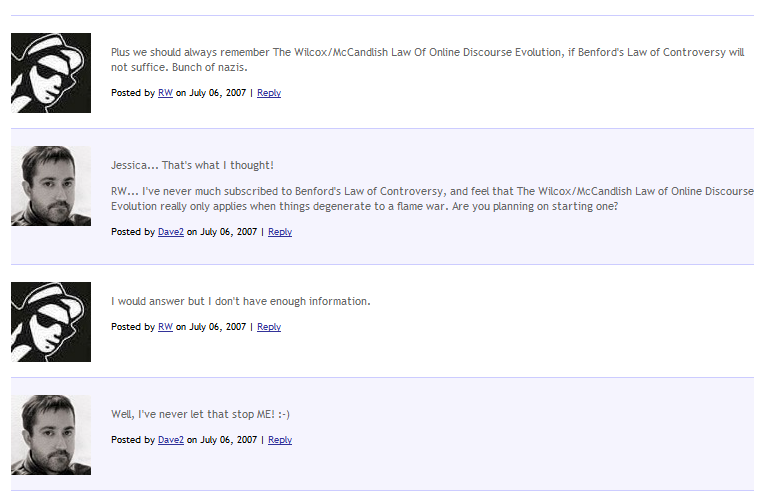 Plus we should always remember The Wilcox/McCandlish Law Of Online Discourse Evolution, if Benford's Law of Controversy will
not suffice. Bunch of nazis.
Posted by RW on July 06, 2007 | Reply
Jessica... That's what I thought!
RW... I've never much subscribed to Benford's Law of Controversy, and feel that The Wilcox/McCandlish Law of Online Discourse
Evolution really only applies when things degenerate to a flame war. Are you planning on starting one?
Posted by Dave2 on July 06, 2007 | Reply
I would answer but I don't have enough information.
Posted by RW on July 06, 2007 | Reply
Well, I've never let that stop ME! :-)
Posted by Dave2 on July 06, 2007 | Reply